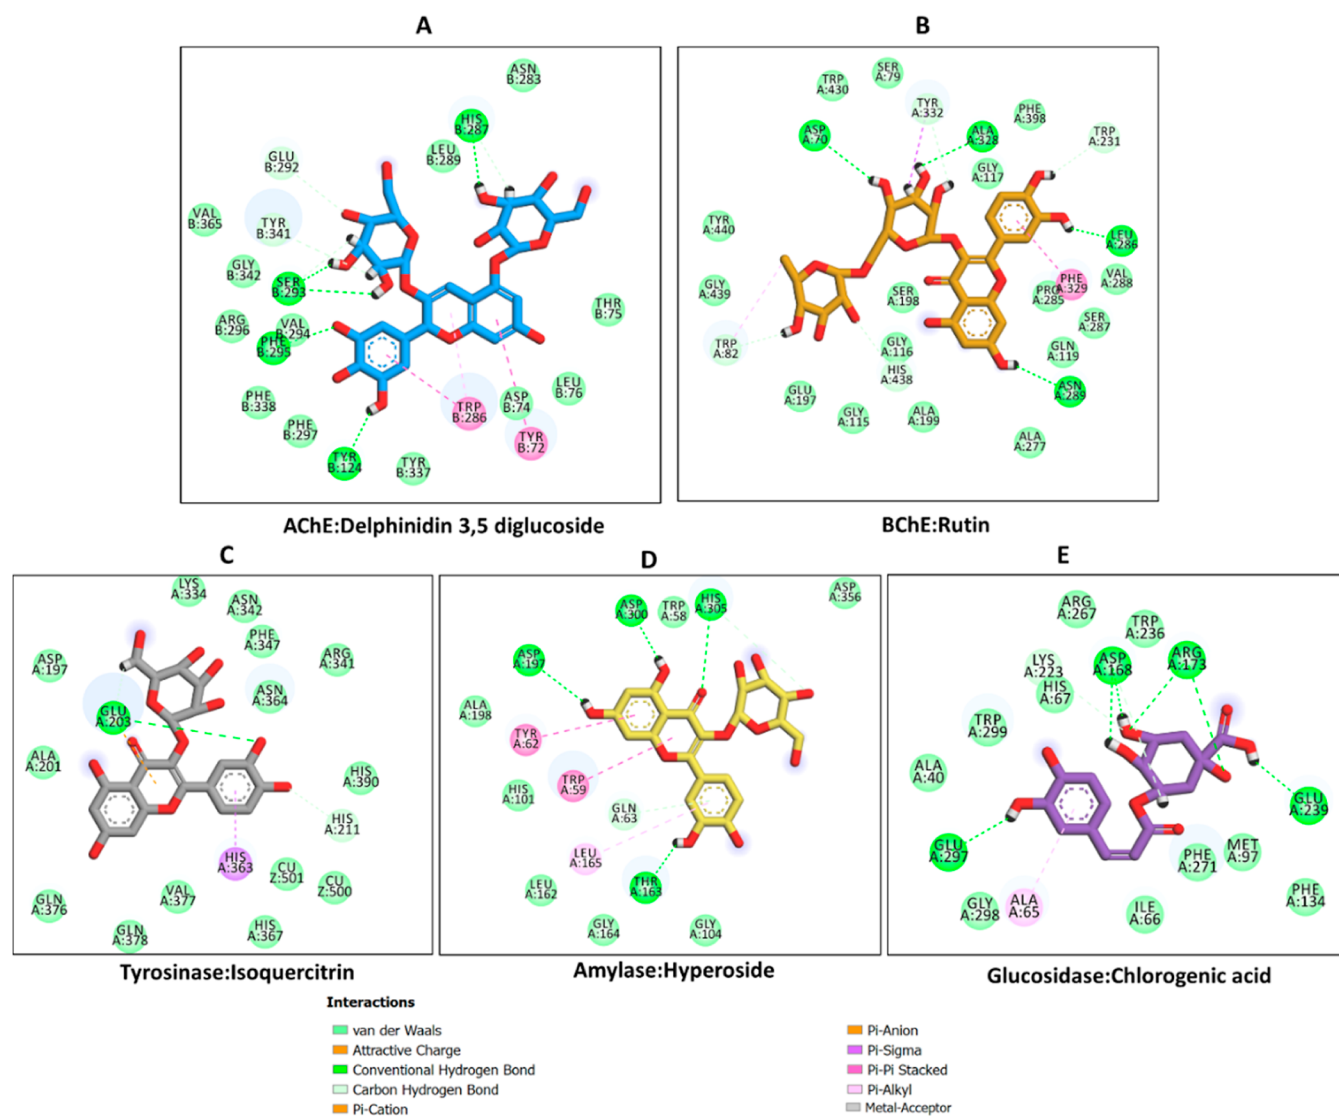 A
ASN
B:283
HIS
B:287
LEU
B:289
GLU
B:292
VAL
B:365
TYR
B:341
GLY
B:342
SER
B:293
ARG
B:296
VAL
B:294
PHE
B:295
THR
B:75
PHE
B:338
PHE
B:297
TRP
B:286
ASP
B:74
LEU
B:76
TYR
B:72
TYR
B:124
TYR
B:337
AChE:Delphinidin 3,5 diglucoside
B
SER
A:79
TRP
A:430
TYR
A:332
PHE
A:398
ASP
A:70
ALA
A:328
TRP
A:231
GLY
A:117
TYR
A:440
LEU
A:286
GLY
A:439
SER
A:198
PRO
A:285
PHE
A:329
VAL
A:288
SER
A:287
TRP
A:82
GLY
A:116
HIS
A:438
GLN
A:119
GLU
A:197
GLY
A:115
ALA
A:199
ASN
A:289
ALA
A:277
BChE:Rutin
C
LYS
A:334
ASN
A:342
PHE
A:347
ASP
A:197
ARG
A:341
ASN
A:364
GLU
A:203
ALA
A:201
HIS
A:390
HIS
A:211
HIS
A:363
CU
Z:501
CU
Z:500
GLN
A:376
VAL
A:377
GLN
A:378
HIS
A:367
Tyrosinase:Isoquercitrin
D
ASP
A:300
TRP
A:58
HIS
A:305
ASP
A:356
ASP
A:197
ALA
A:198
TYR
A:62
TRP
A:59
HIS
A:101
GLN
A:63
LEU
A:165
LEU
A:162
THR
A:163
GLY
A:164
GLY
A:104
Amylase:Hyperoside
E
ARG
A:267
TRP
A:236
LYS
A:223
ASP
A:168
ARG
A:173
HIS
A:67
TRP
A:299
ALA
A:40
GLU
A:239
GLU
A:297
PHE
A:271
MET
A:97
GLY
A:298
ALA
A:65
ILE
A:66
PHE
A:134
Glucosidase:Chlorogenic acid
Interactions
van der Waals
Attractive Charge
Conventional Hydrogen Bond
Carbon Hydrogen Bond
Pi-Cation
Pi-Anion
Pi-Sigma
Pi-Pi Stacked
Pi-Alkyl
Metal-Acceptor